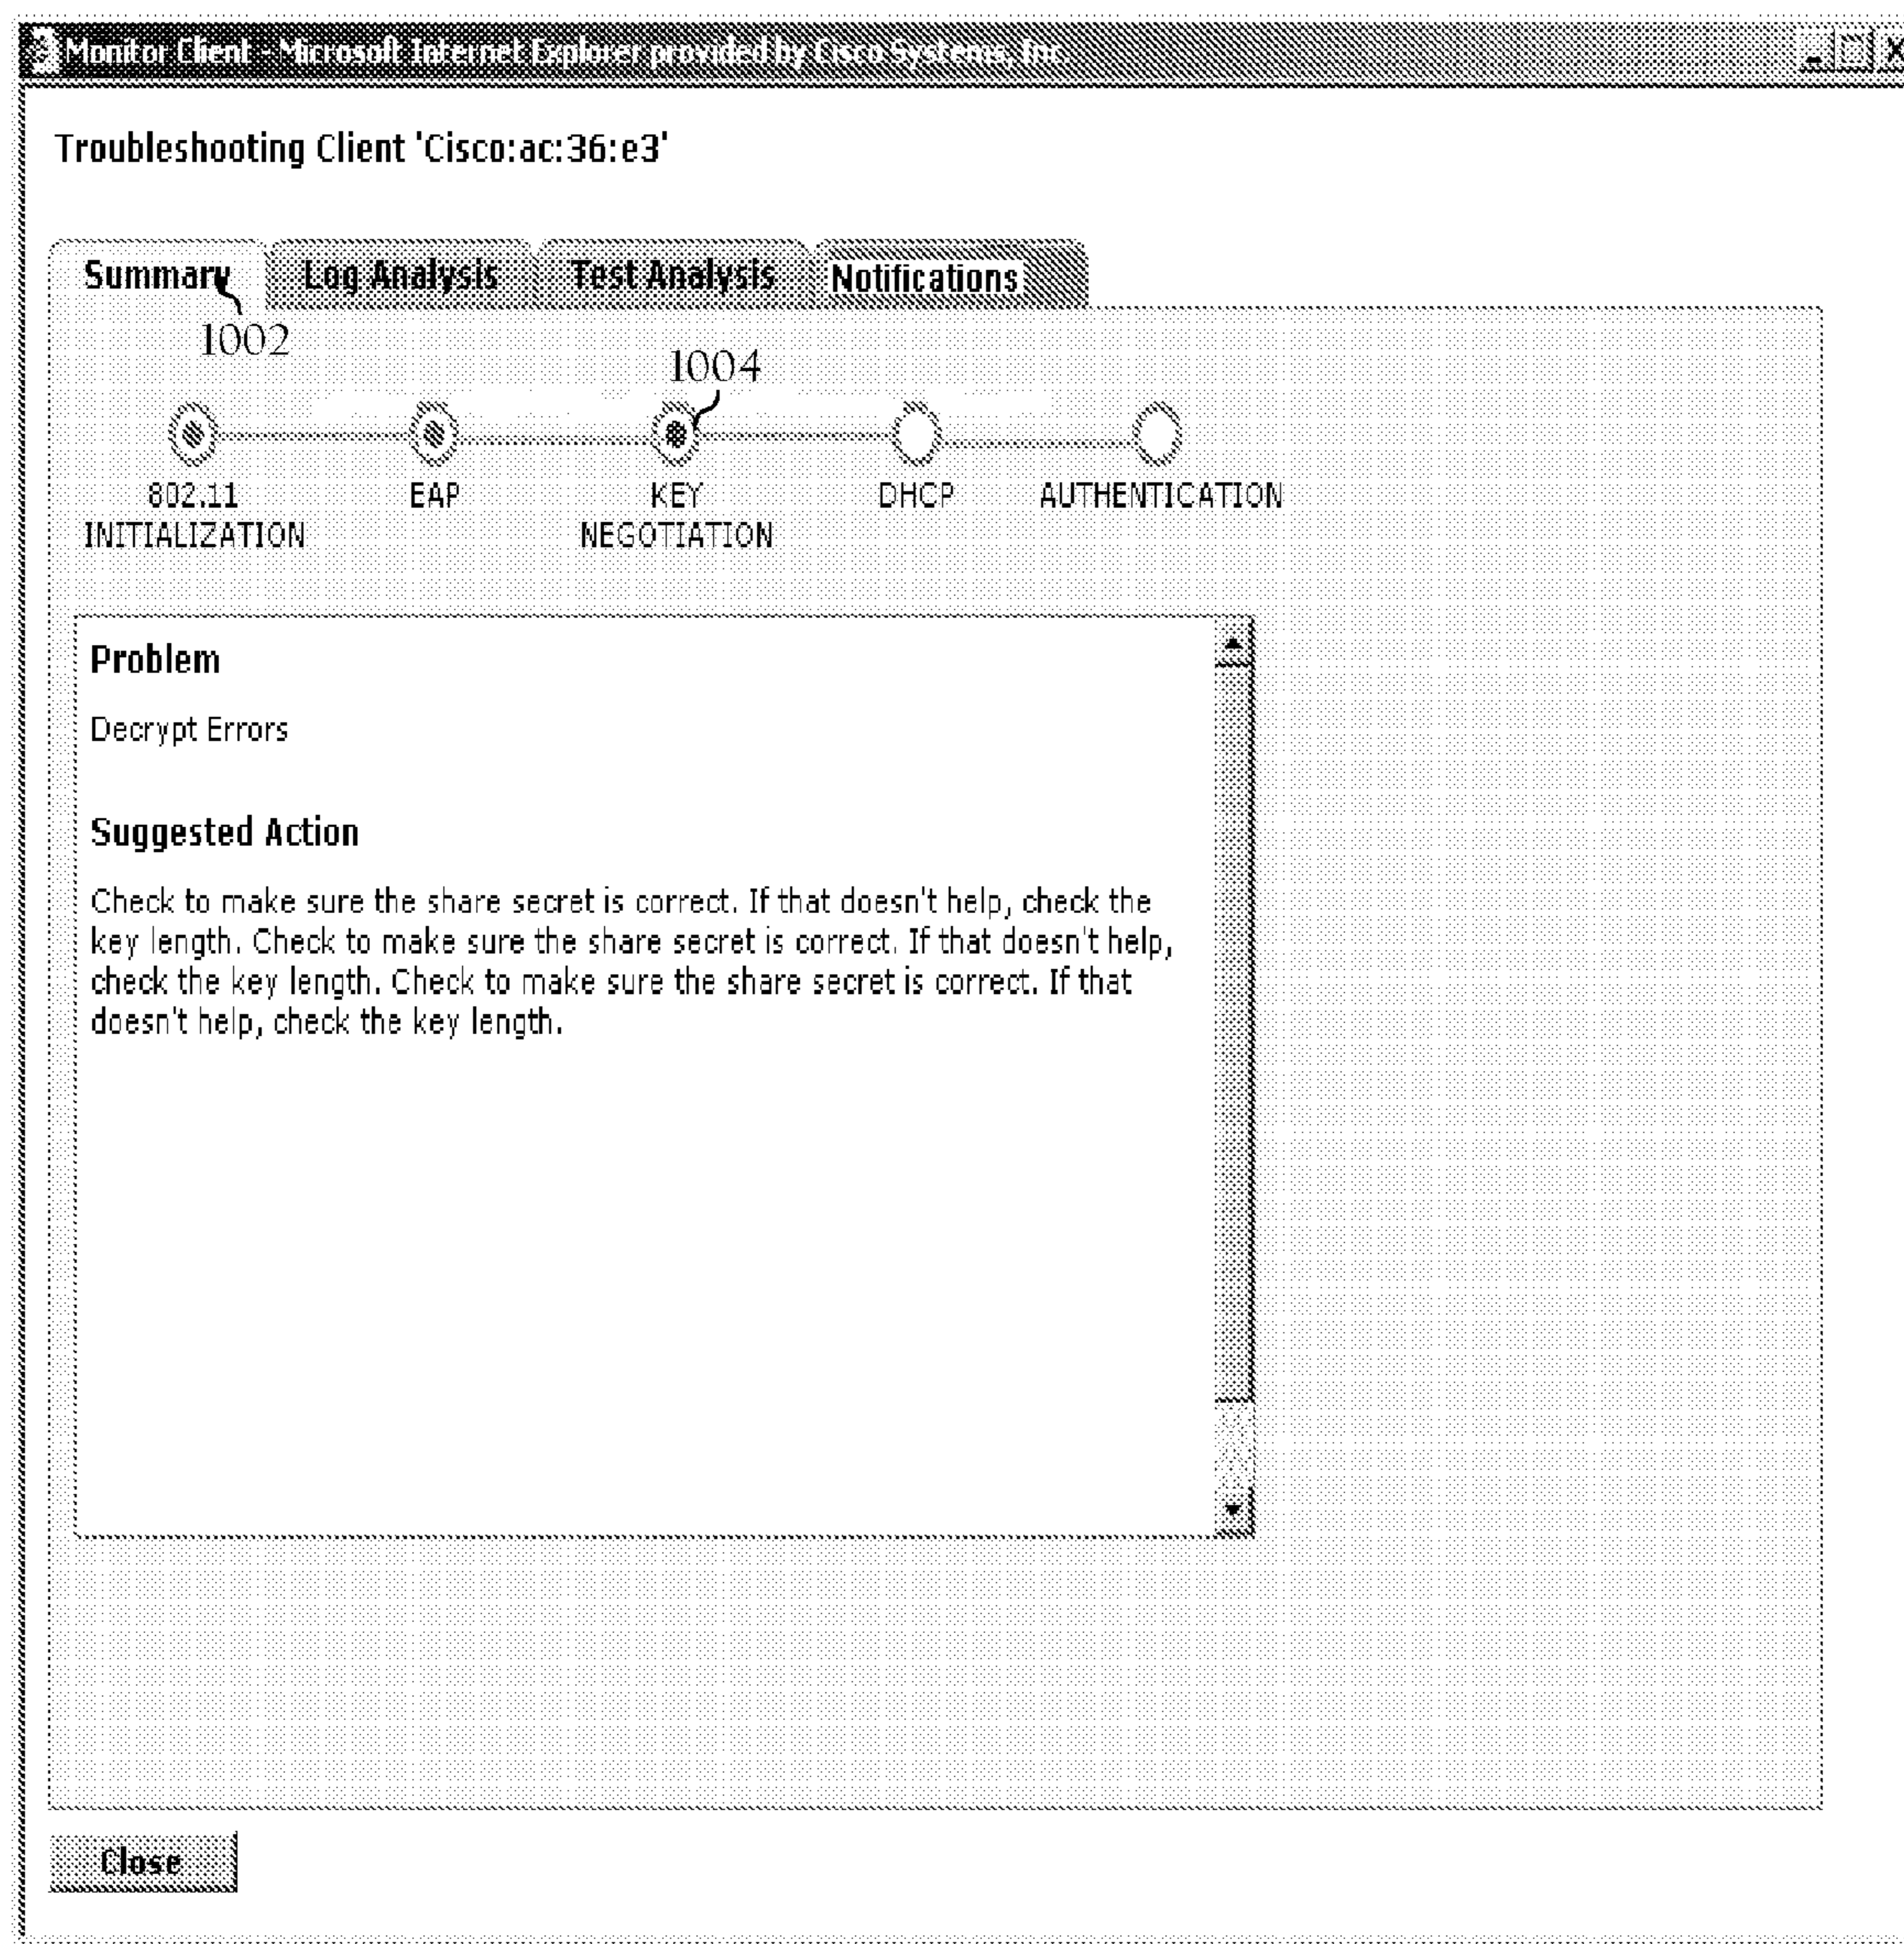 Monitor Client - Microsoft Internet Explorer provided by Cisco Systems, Inc.
Troubleshooting Client 'Cisco:ac:36:e3'
Summary Log Analysis Test Analysis Notifications
1002
1004
802.11 INITIALIZATION
EAP
KEY NEGOTIATION
DHCP
AUTHENTICATION
Problem
Decrypt Errors
Suggested Action
Check to make sure the share secret is correct. If that doesn't help, check the
key length. Check to make sure the share secret is correct. If that doesn't help,
check the key length. Check to make sure the share secret is correct. If that
doesn't help, check the key length.
Close